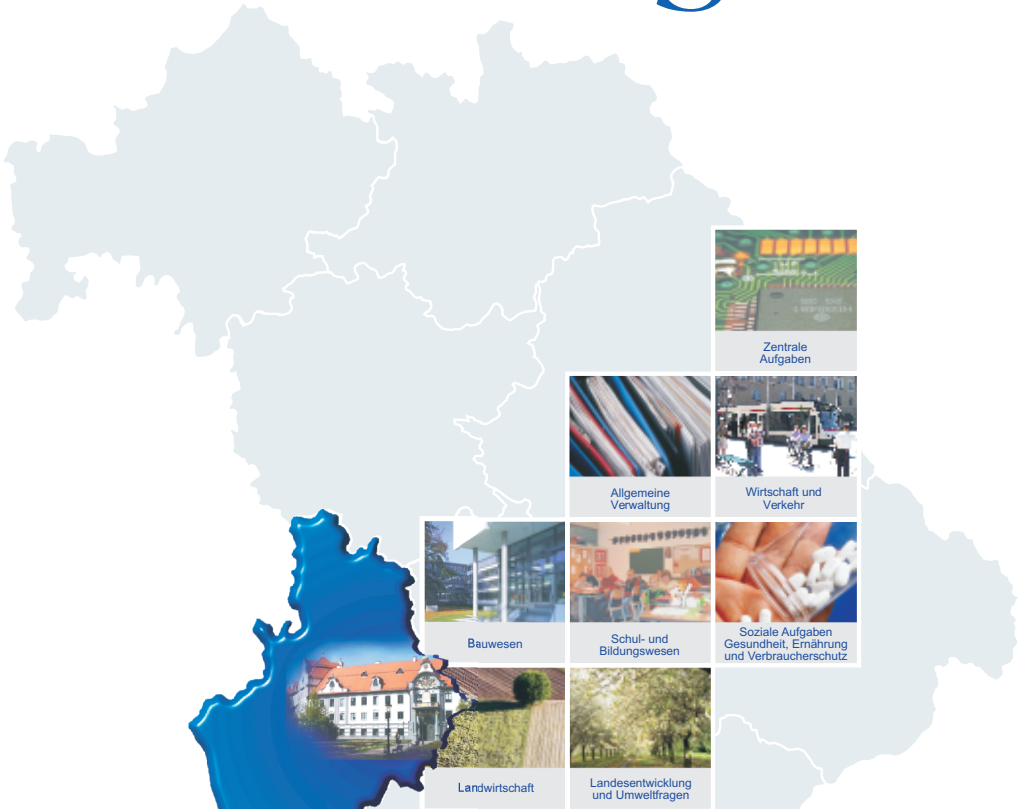 Zentrale
Aufgaben
Allgemeine
Verwaltung
Wirtschaft und
Verkehr
Bauwesen
Schul- und
Bildungswesen
Soziale Aufgaben
Gesundheit, Ernährung
und Verbraucherschutz
Landwirtschaft
Landesentwicklung
und Umweltfragen